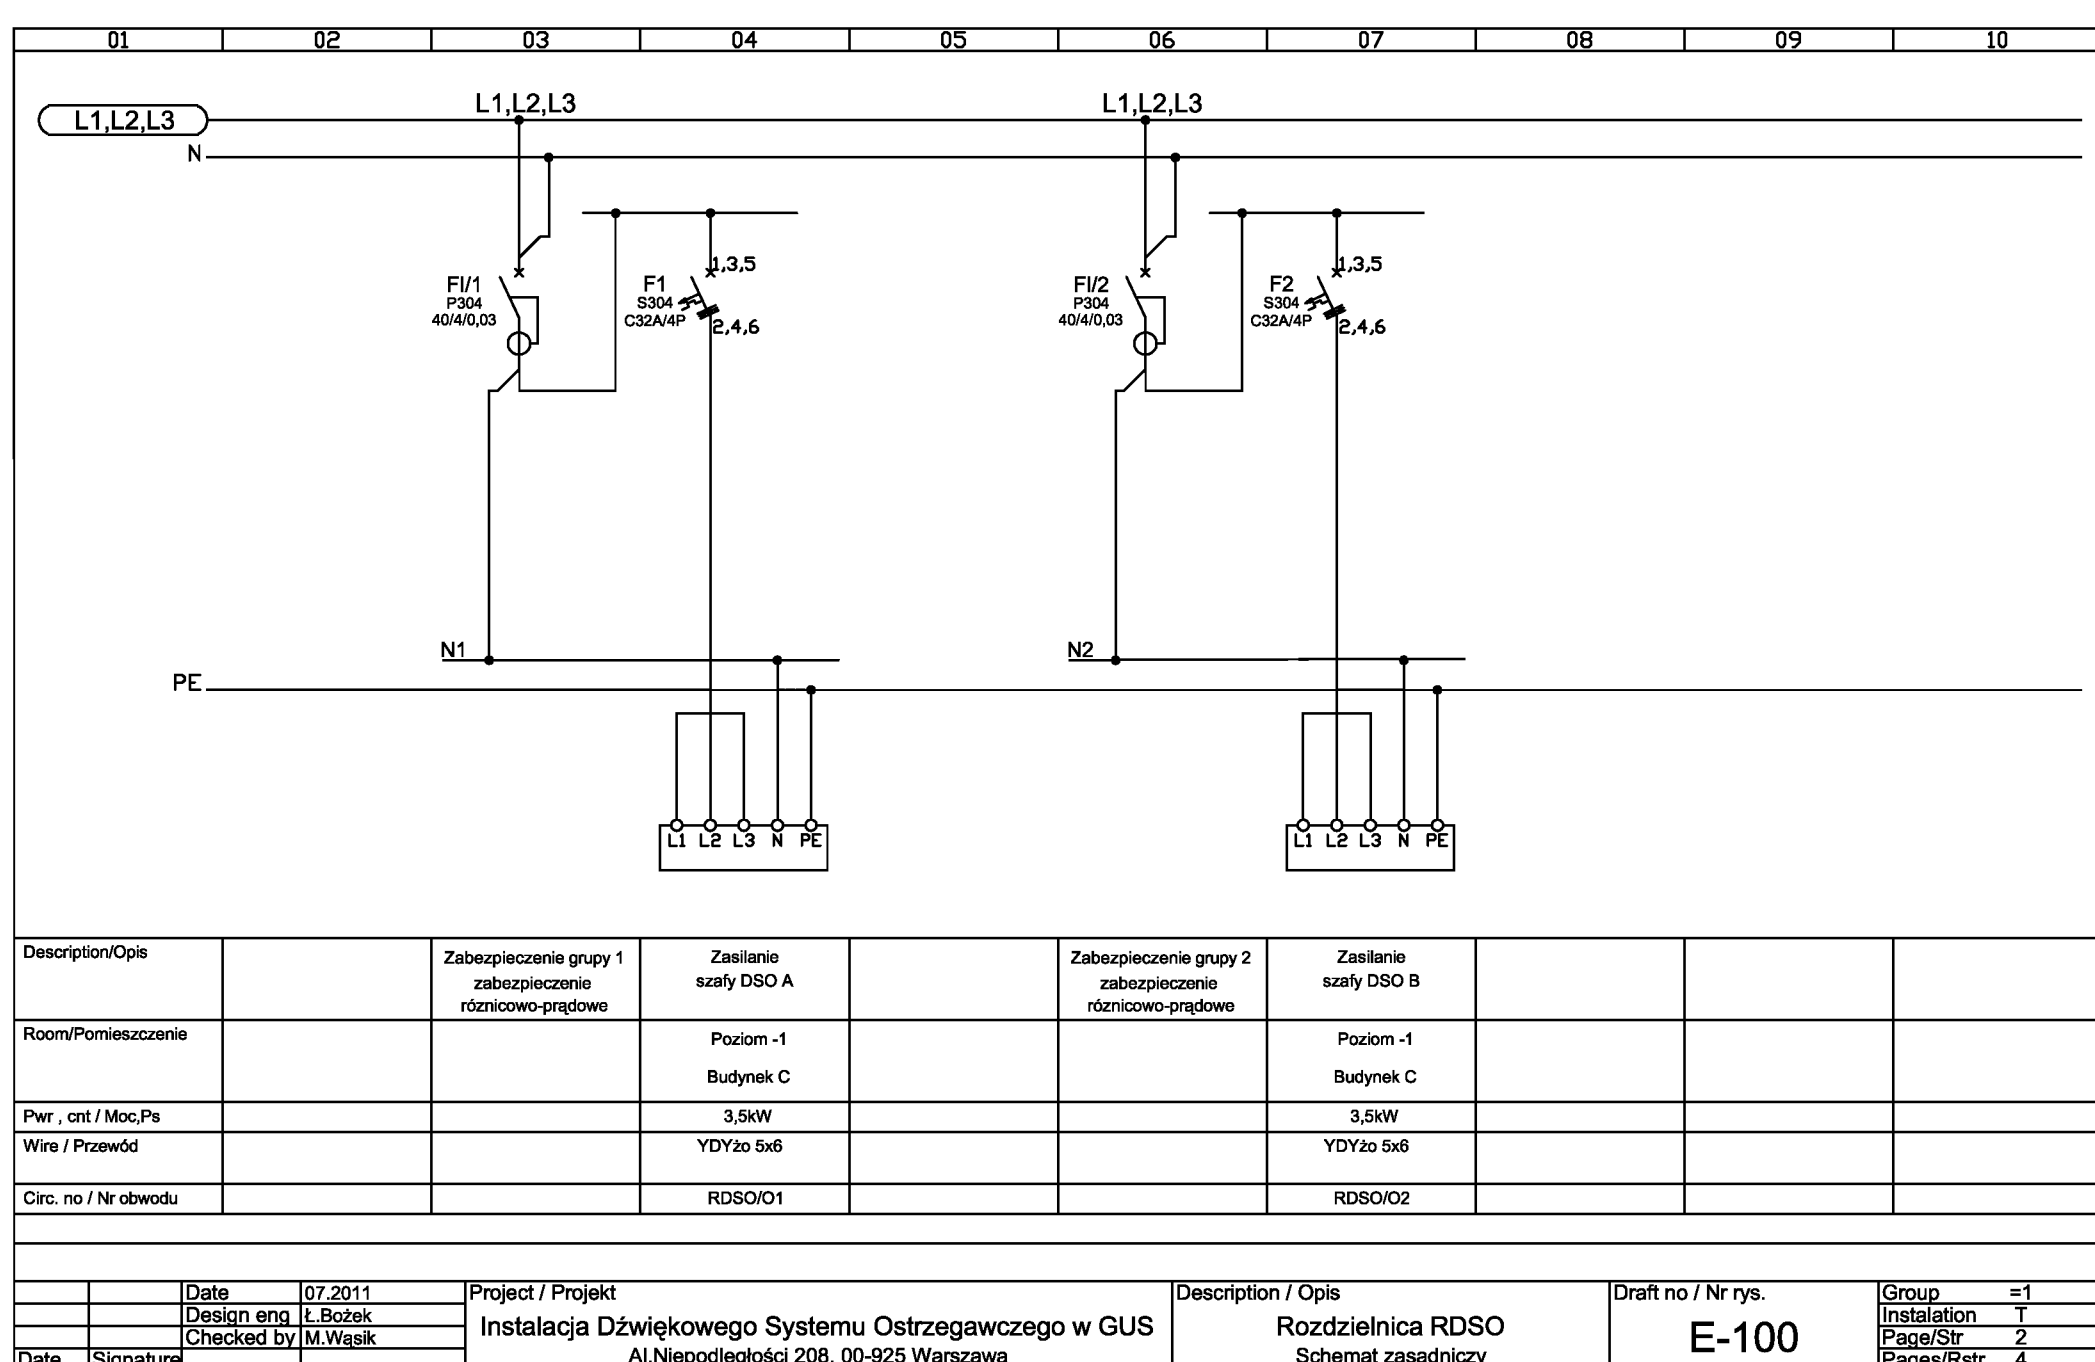 01 02 03 04 05 06 07 08 09 10
L1,L2,L3 L1,L2,L3
L1,L2,L3
N
1,3,5 1,3,5
FI/1 F1 FI/2 F2
P304 S304 P304 S304
40/4/0,03 C32A/4P 40/4/0,03 C32A/4P
2,4,6 2,4,6
N1 N2
PE
L1 L2 L3 N PE L1 L2 L3 N PE
Description/Opis Zabezpieczenie grupy 1 Zasilanie Zabezpieczenie grupy 2 Zasilanie
zabezpieczenie szafy DSO A zabezpieczenie szafy DSO B
róznicowo-prądowe róznicowo-prądowe
Room/Pomieszczenie Poziom -1 Poziom -1
Budynek C Budynek C
Pwr , cnt / Moc,Ps 3,5kW 3,5kW
Wire / Przewód YDYżo 5x6 YDYżo 5x6
Circ. no / Nr obwodu RDSO/O1 RDSO/O2
Date 07.2011 Project / Projekt Description / Opis Draft no / Nr rys. Group =1
Design eng Ł.Bożek Instalacja Dźwiękowego Systemu Ostrzegawczego w GUS Rozdzielnica RDSO E-100 Instalation T
Checked by M.Wąsik Page/Str 2
Date Signature Al.Niepodległości 208, 00-925 Warszawa Schemat zasadniczy Pages/Rstr 4